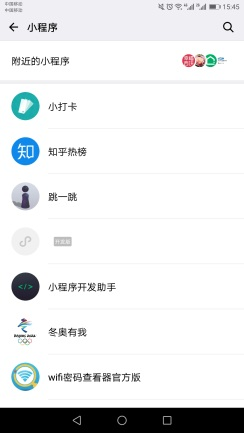 中国移动
中国移动
15:45
小程序
附近的小程序
小打卡
知
知乎热榜
跳一跳
开发版
</>
小程序开发助手
BEIJING 2022
冬奥有我
wifi密码查看器官方版